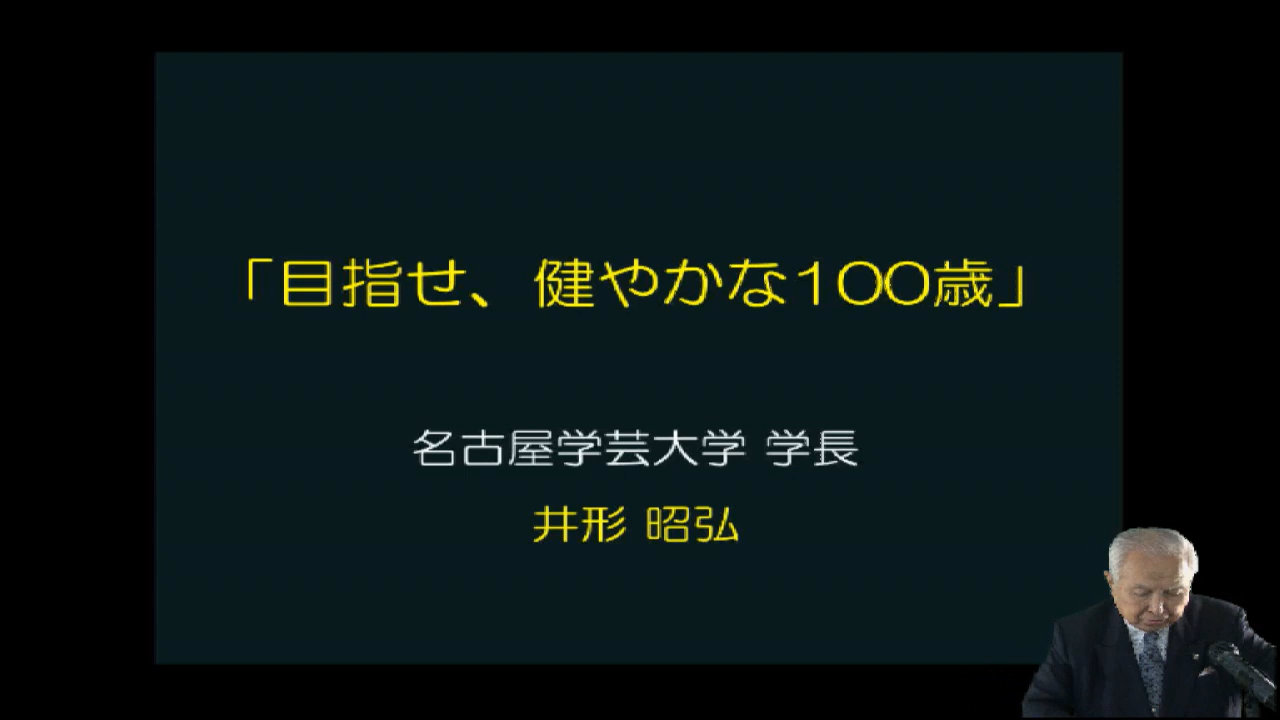 「目指せ、健やかな100歳」
名古屋学芸大学 学長
井形 昭弘